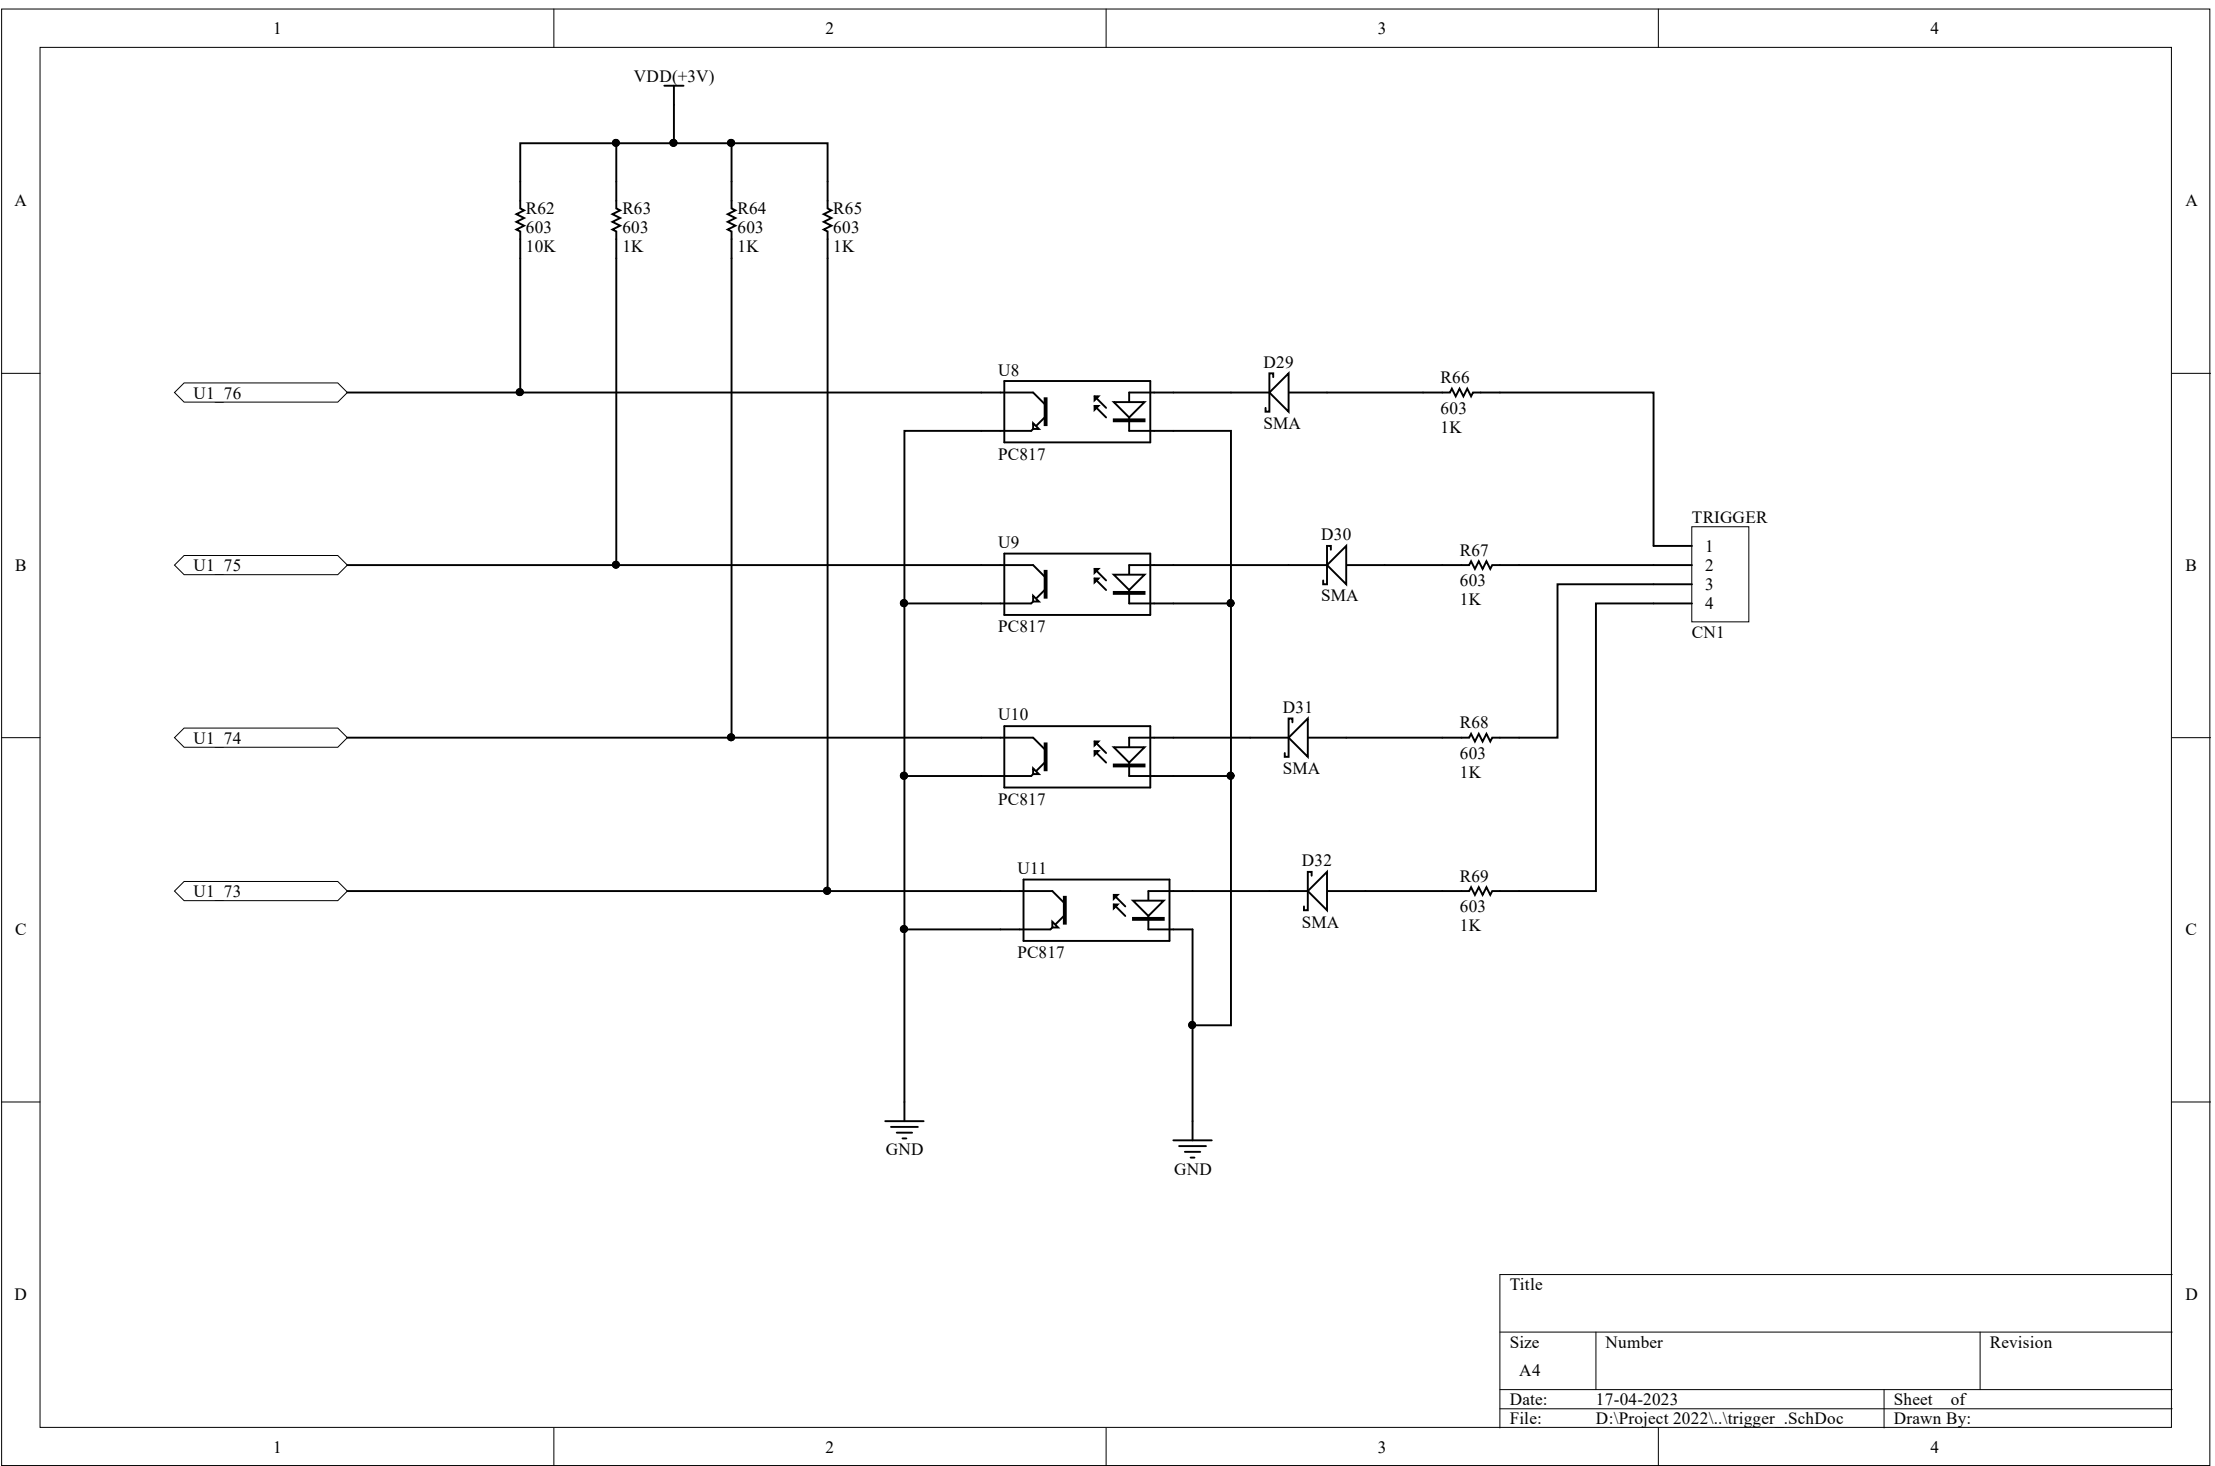 1 2 3 4
VDD(+3V)
A A
R62 R63 R64 R65
603 603 603 603
10K 1K 1K 1K
U8
D29
R66
U1_76
603
SMA
1K
PC817
TRIGGER
U9
D30
R67
1
B B
U1_75
2
603
3
SMA
1K
4
PC817
CN1
U10
D31
R68
U1_74
603
SMA
1K
PC817
U11
D32
R69
U1_73
603
SMA
1K
C C
PC817
GND
GND
D D
Title
Size Number Revision
A4
Date: 17-04-2023 Sheet of
File: D:\Project 2022\..\trigger .SchDoc Drawn By:
1 2 3 4